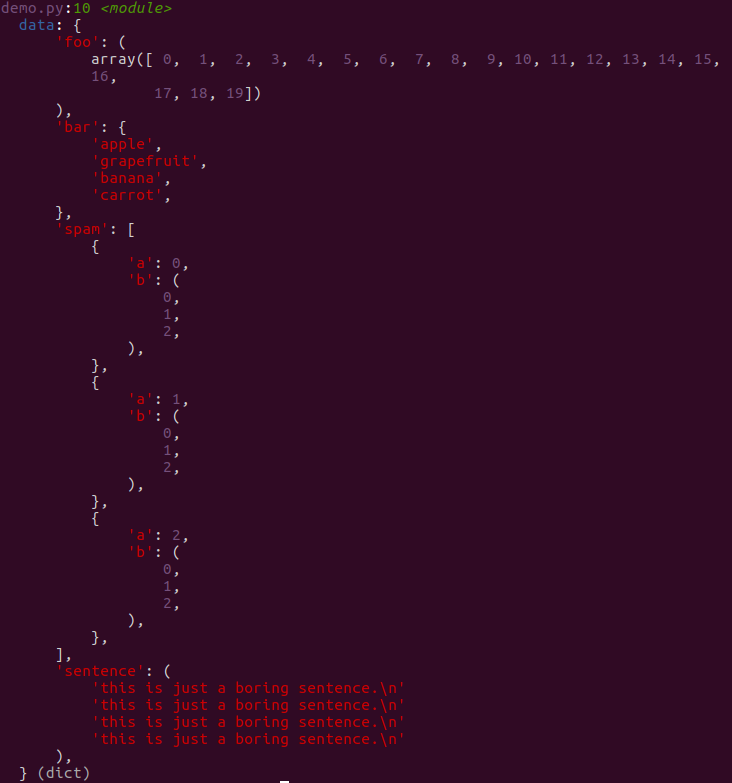 demo.py:10 <module>
  data: {
      'foo': (
          array([ 0,  1,  2,  3,  4,  5,  6,  7,  8,  9, 10, 11, 12, 13, 14, 15,
          16,
                 17, 18, 19])
      ),
      'bar': {
          'apple',
          'grapefruit',
          'banana',
          'carrot',
      },
      'spam': [
          {
              'a': 0,
              'b': (
                  0,
                  1,
                  2,
              ),
          },
          {
              'a': 1,
              'b': (
                  0,
                  1,
                  2,
              ),
          },
          {
              'a': 2,
              'b': (
                  0,
                  1,
                  2,
              ),
          },
      ],
      'sentence': (
          'this is just a boring sentence.\n'
          'this is just a boring sentence.\n'
          'this is just a boring sentence.\n'
          'this is just a boring sentence.\n'
      ),
  } (dict)